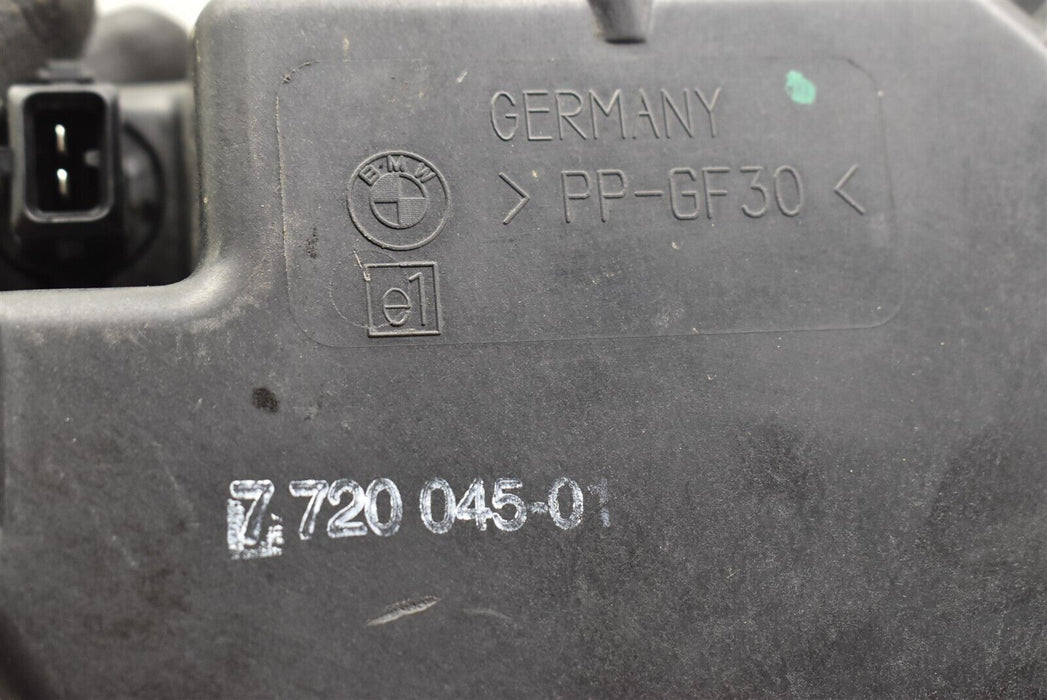 GERMANY
BMW
> PP-GF30 <
e1
7.720 045-01